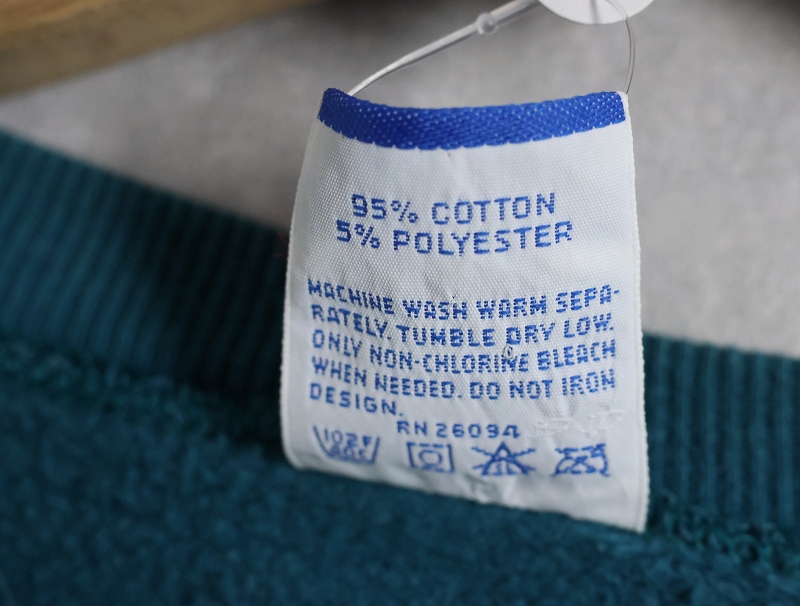 95% COTTON
5% POLYESTER
MACHINE WASH WARM SEPA-
RATELY. TUMBLE DRY LOW.
ONLY NON-CHLORINE BLEACH
WHEN NEEDED. DO NOT IRON
DESIGN.
RN 26094
102F